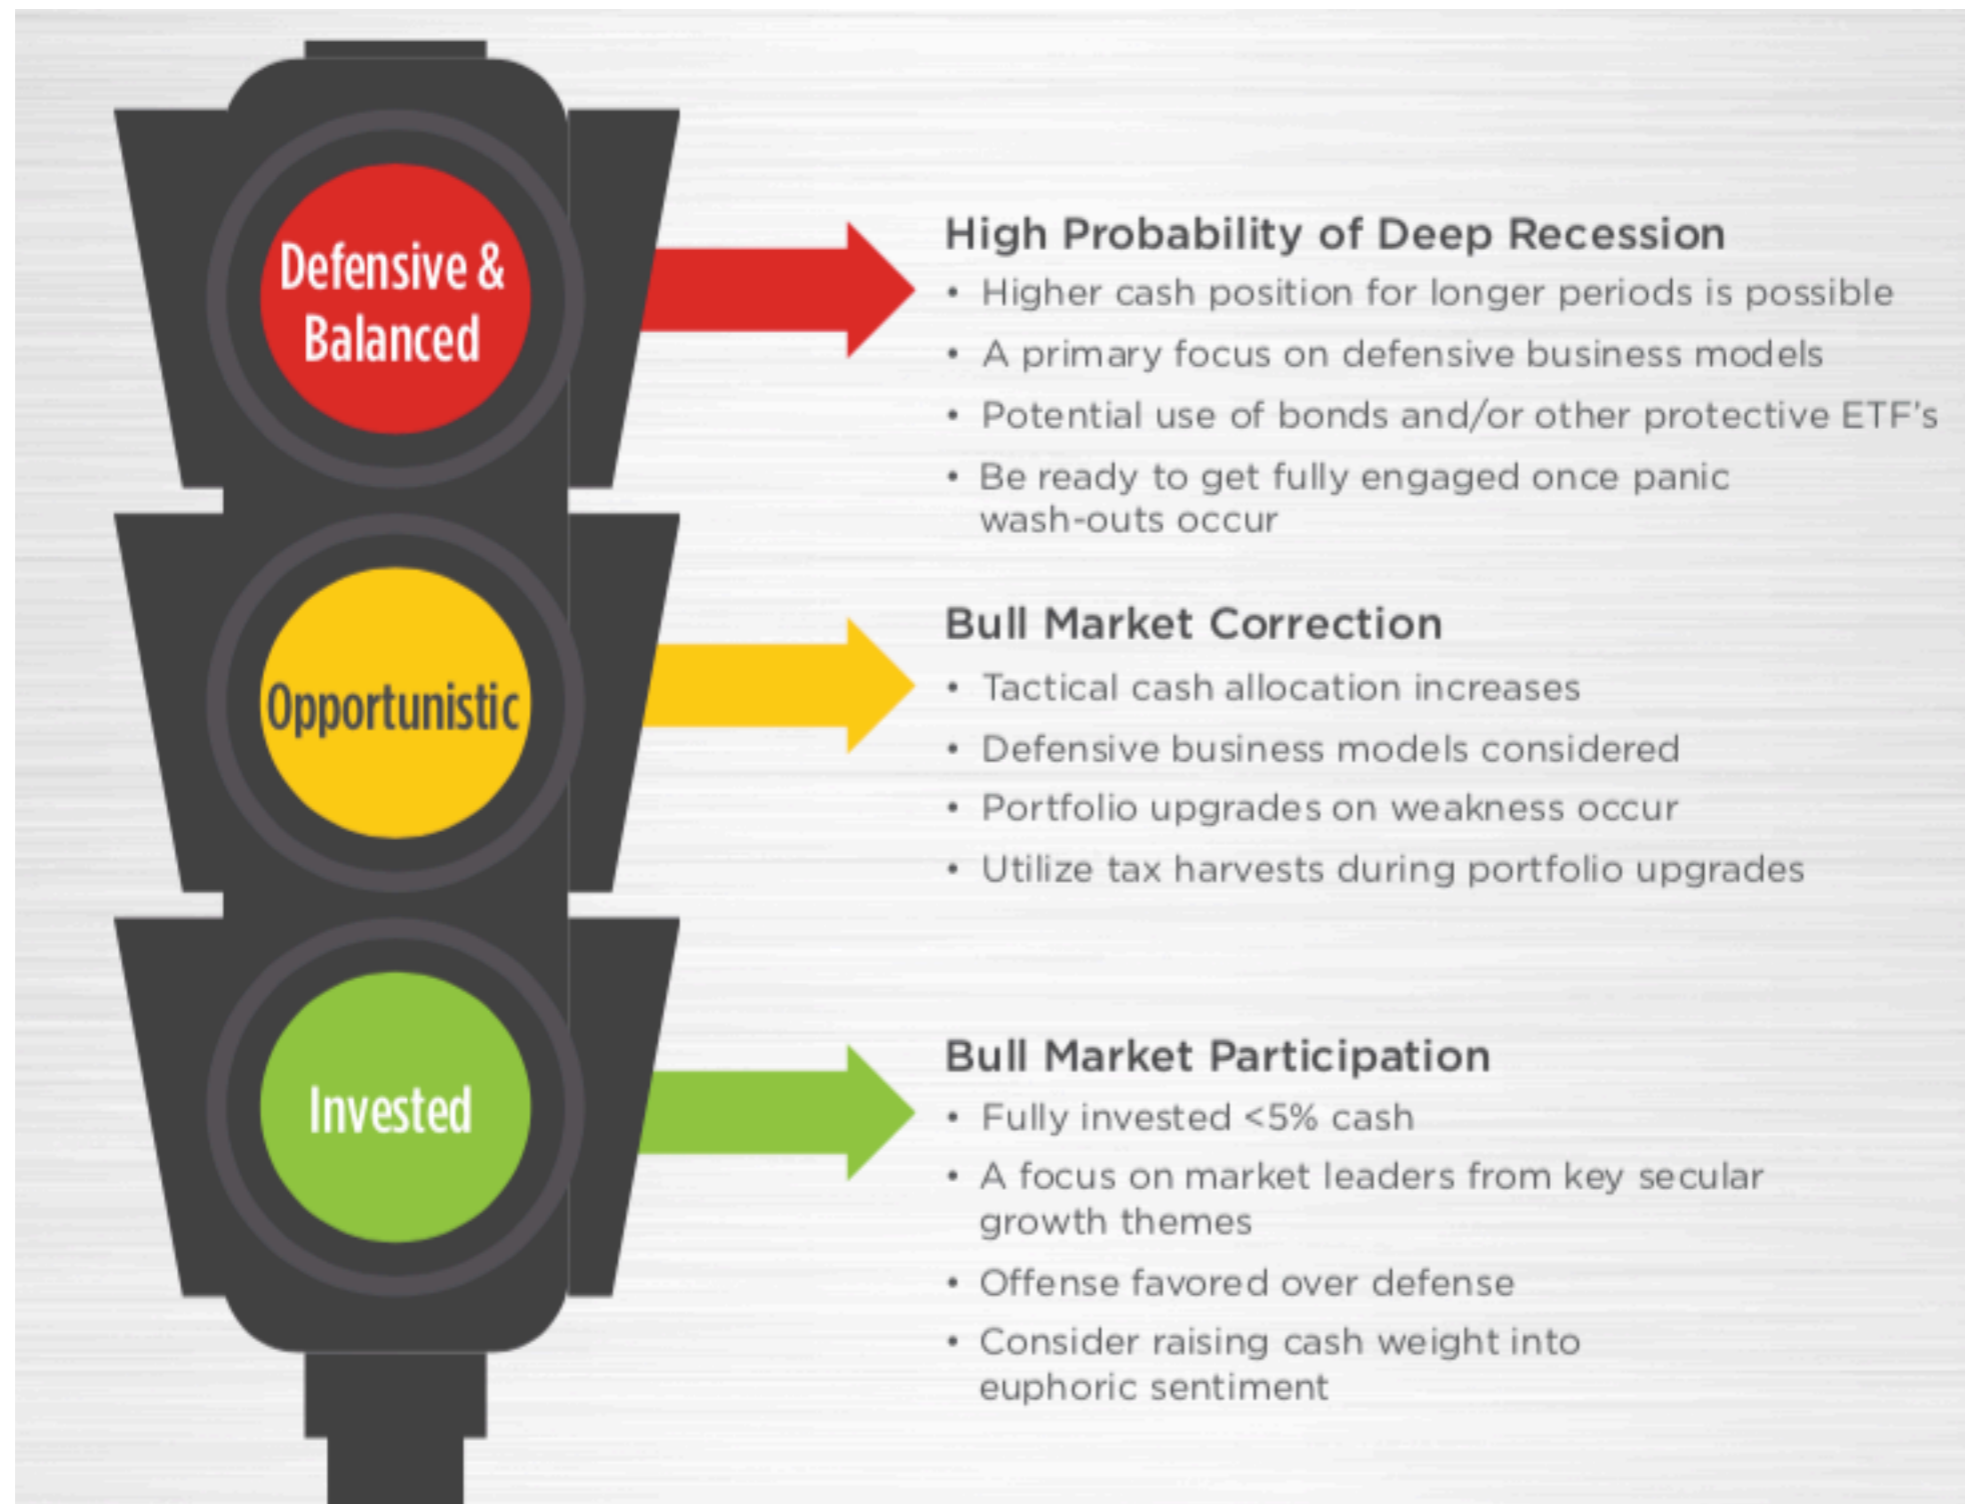 Defensive &
Balanced
High Probability of Deep Recession
• Higher cash position for longer periods is possible
• A primary focus on defensive business models
• Potential use of bonds and/or other protective ETF's
• Be ready to get fully engaged once panic
wash-outs occur
Opportunistic
Bull Market Correction
• Tactical cash allocation increases
• Defensive business models considered
• Portfolio upgrades on weakness occur
• Utilize tax harvests during portfolio upgrades
Invested
Bull Market Participation
• Fully invested <5% cash
• A focus on market leaders from key secular
growth themes
• Offense favored over defense
• Consider raising cash weight into
euphoric sentiment